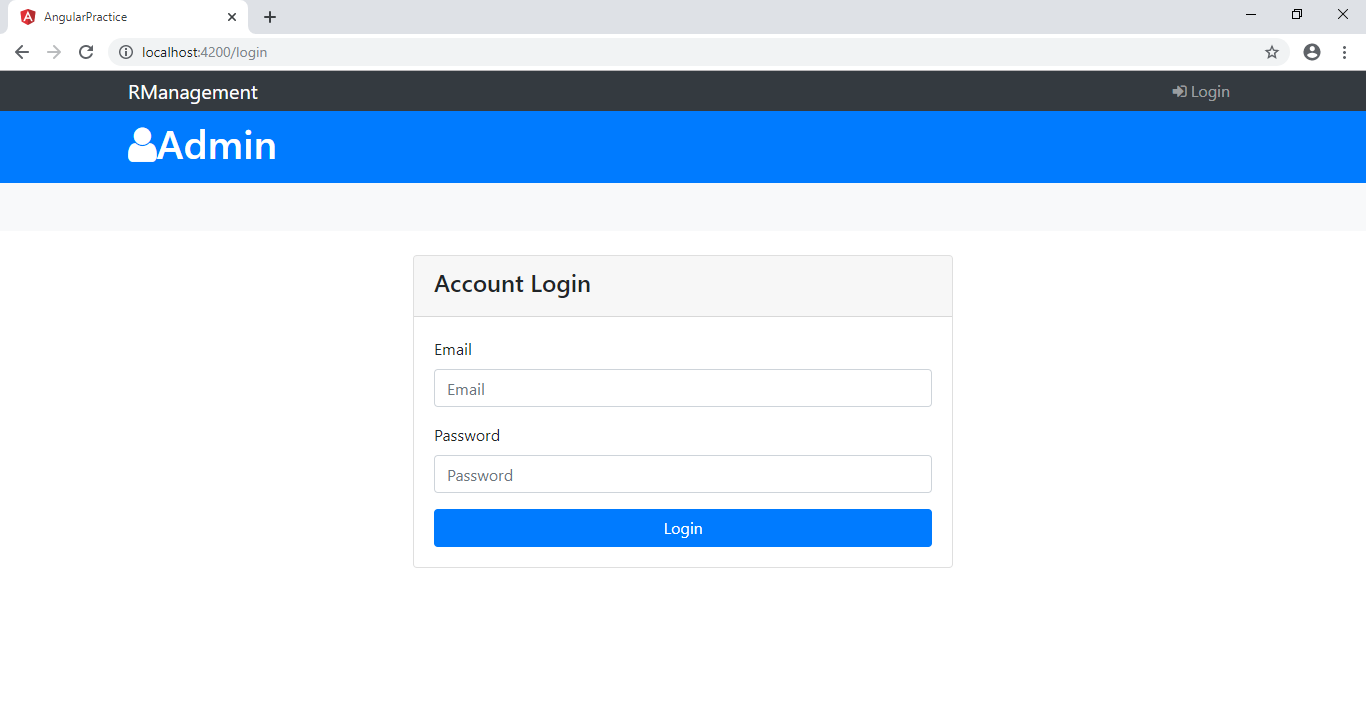 AngularPractice
localhost:4200/login
RManagement
Login
Admin
Account Login
Email
Email
Password
Password
Login